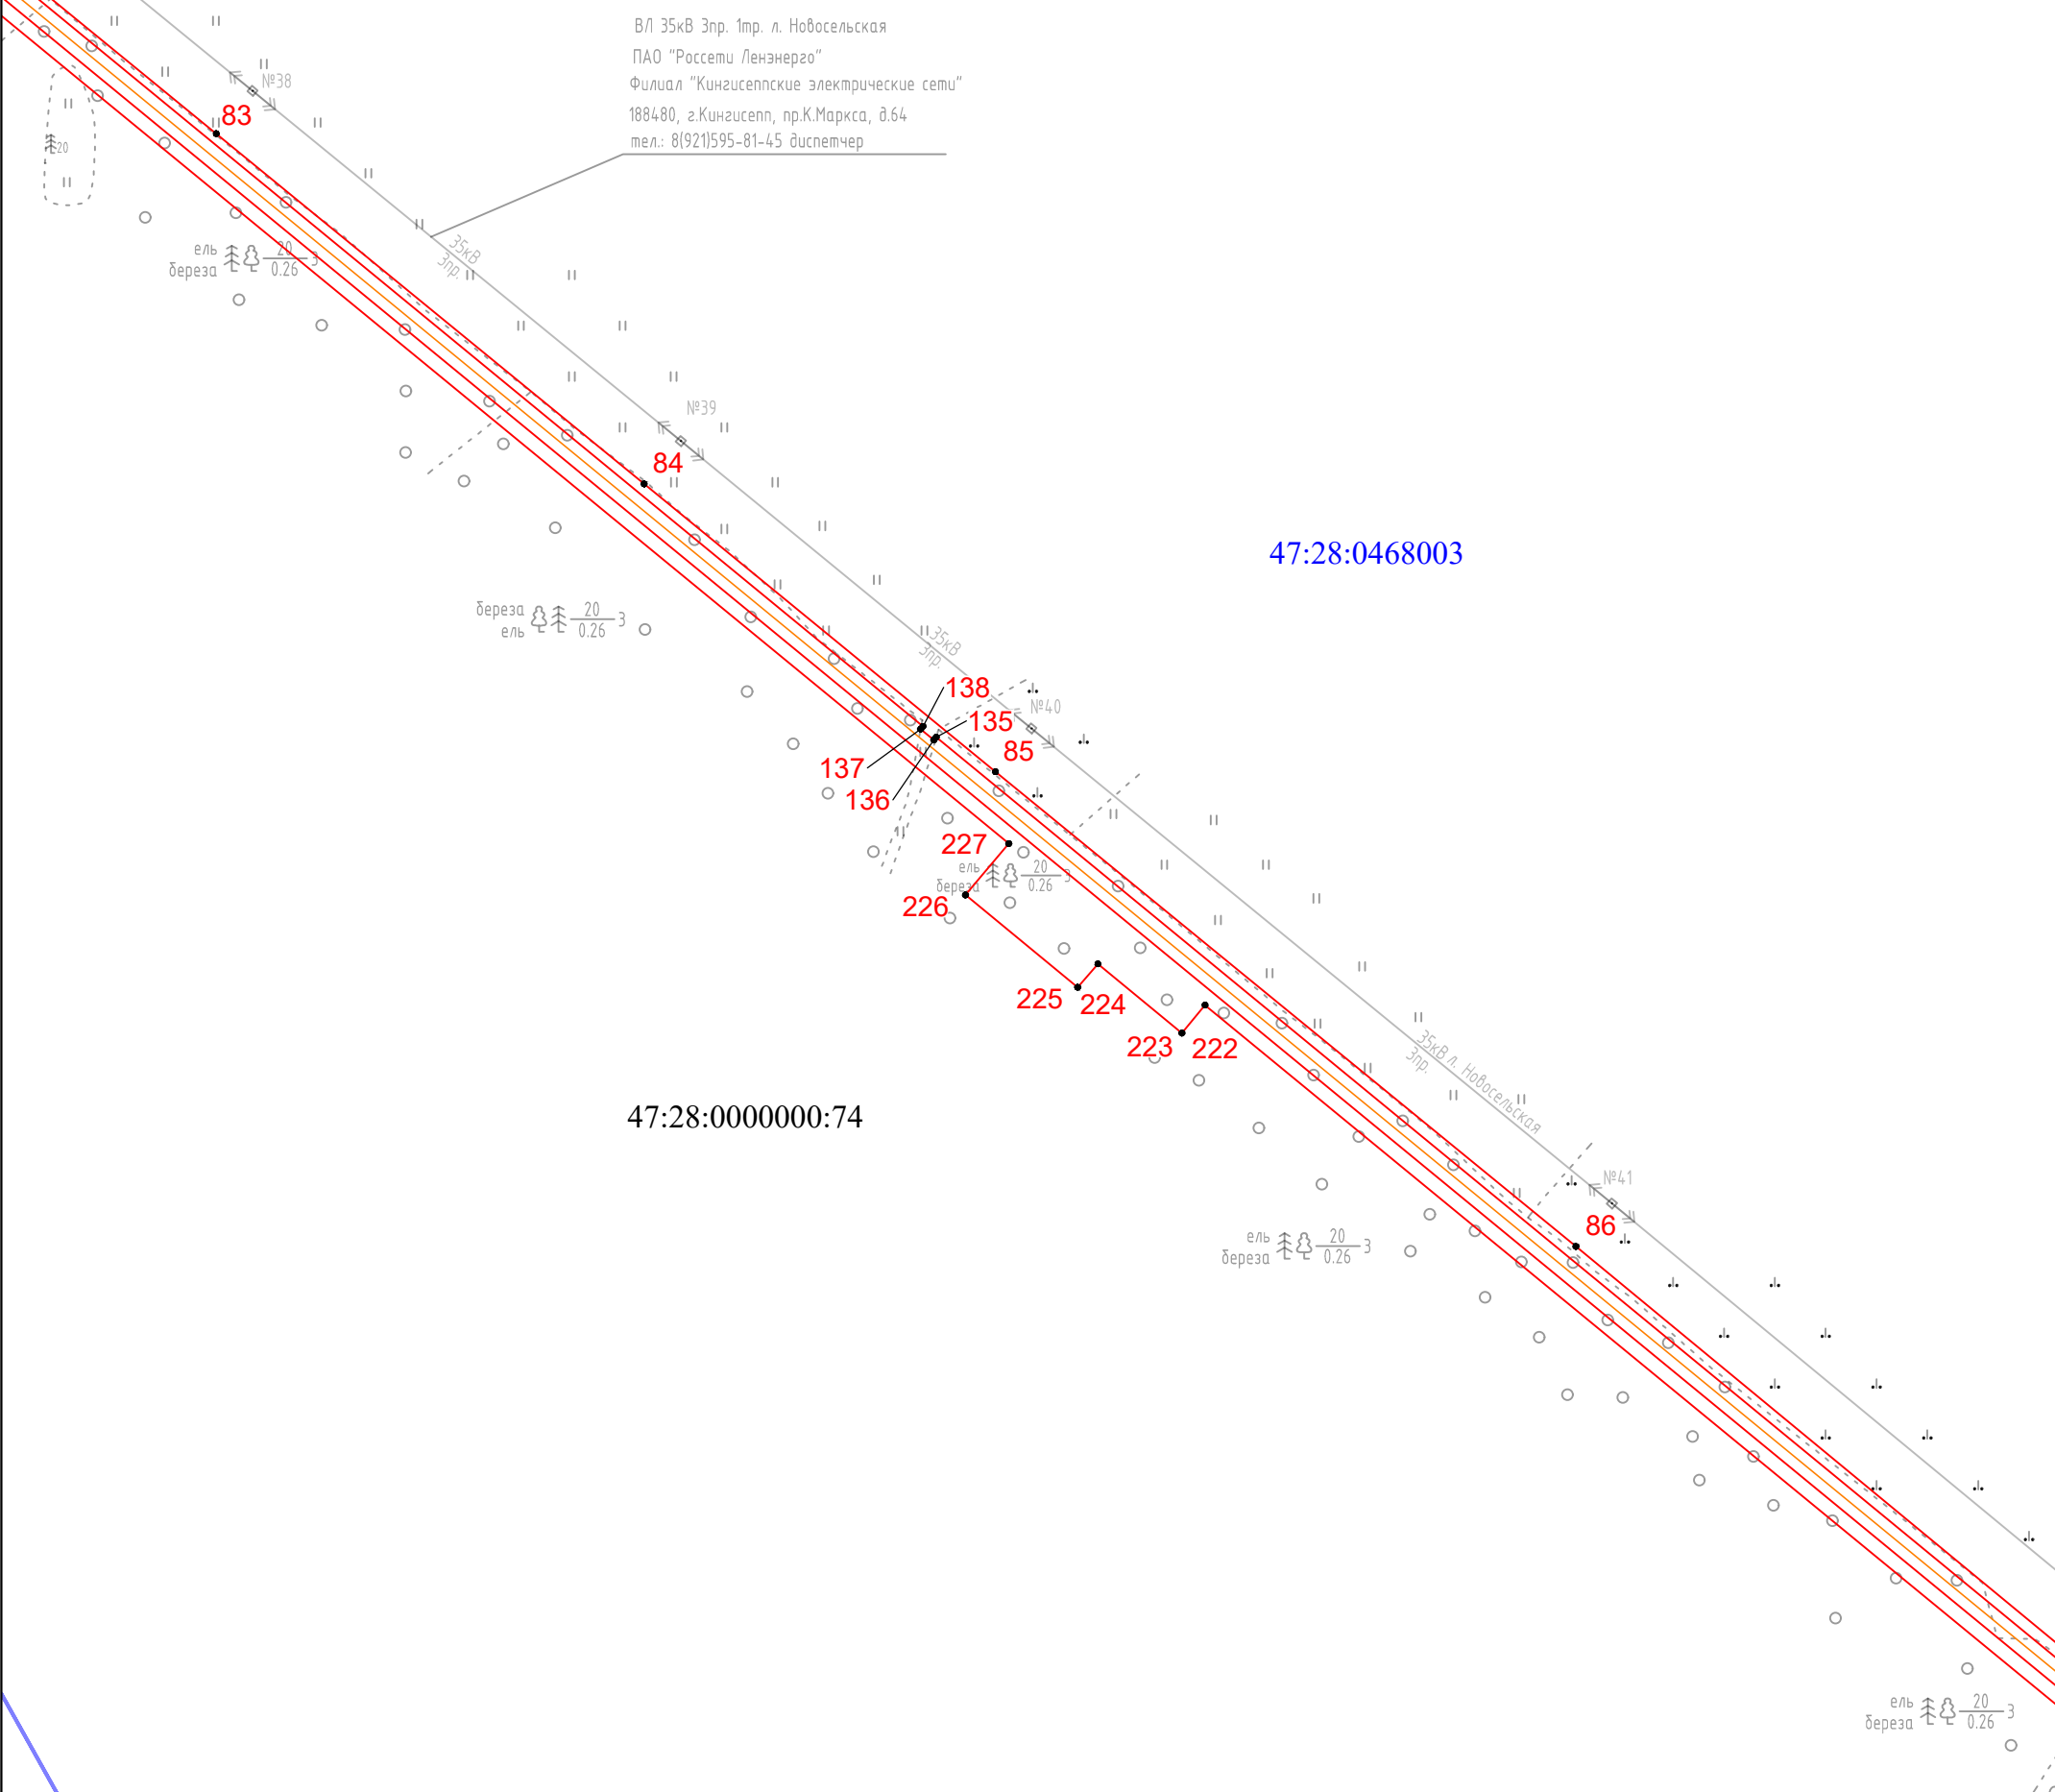 ВЛ 35кВ 3пр. 1тр. л. Новосельская
ПАО "Россети Ленэнерго"
Филиал "Кингисеппские электрические сети"
188480, г.Кингисепп, пр.К.Маркса, д.64
тел.: 8(921)595-81-45 диспетчер
№38
83
20
ель
береза
20
0.26
3
35кВ
3пр.
№39
84
47:28:0468003
береза
ель
20
0.26
3
35кВ
3пр.
138
№40
135
85
137
136
227
ель
береза
20
0.26
3
226
225
224
223
222
35кВ л. Новосельская
3пр.
47:28:0000000:74
№41
86
ель
береза
20
0.26
3
ель
береза
20
0.26
3